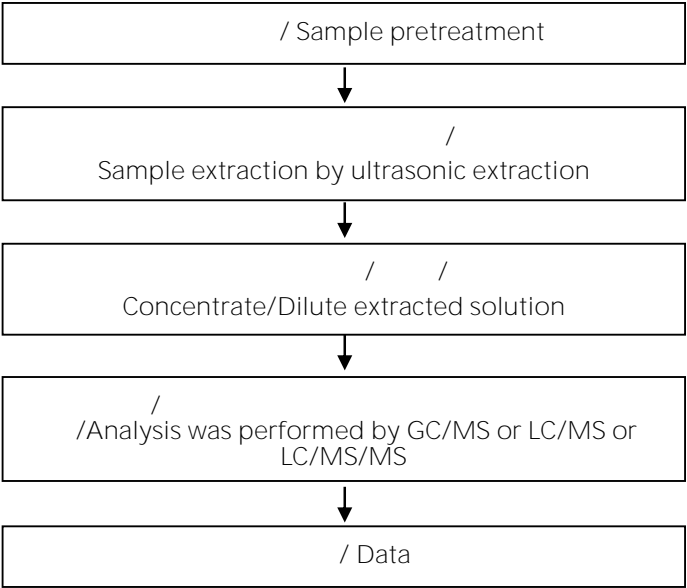 / Sample pretreatment
/
Sample extraction by ultrasonic extraction
/ / /
Concentrate/Dilute extracted solution
/
/Analysis was performed by GC/MS or LC/MS or
LC/MS/MS
/ Data